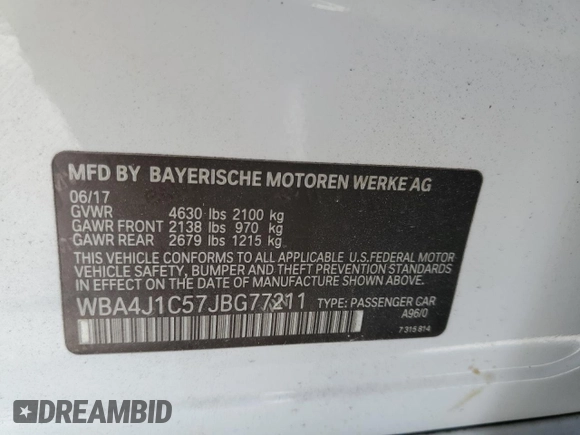 MFD BY BAYERISCHE MOTOREN WERKE AG
06/17
GVWR 4630 lbs 2100 kg
GAWR FRONT 2138 lbs 970 kg
GAWR REAR 2679 lbs 1215 kg
THIS VEHICLE CONFORMS TO ALL APPLICABLE U.S.FEDERAL MOTOR
VEHICLE SAFETY, BUMPER AND THEFT PREVENTION
STANDARDS IN EFFECT ON THE DATE OF MANUFACTURE SHOWN ABOVE.
WBA4J1C57JBG77211 TYPE: PASSENGER CAR
A96/0
7 315 814
DREAMBID